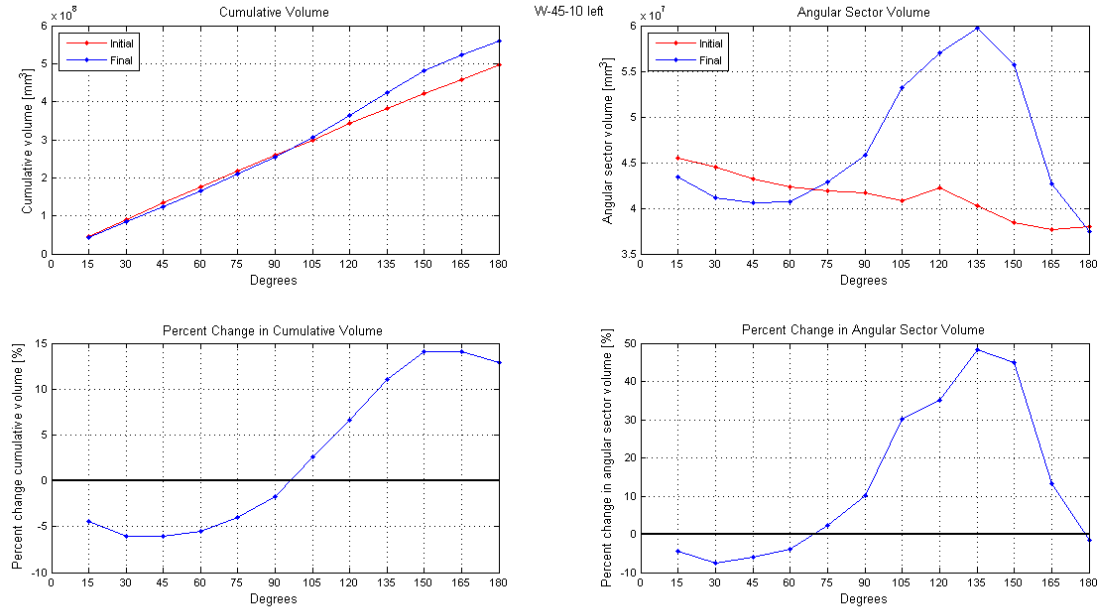 W-45-10 left
Cumulative Volume
x 10^8
Cumulative volume [mm^3]
6
5
4
3
2
1
0
Initial
Final
0 15 30 45 60 75 90 105 120 135 150 165 180
Degrees
Angular Sector Volume
x 10^7
Angular sector volume [mm^3]
6
5.5
5
4.5
4
3.5
Initial
Final
0 15 30 45 60 75 90 105 120 135 150 165 180
Degrees
Percent Change in Cumulative Volume
Percent change cumulative volume [%]
15
10
5
0
-5
-10
0 15 30 45 60 75 90 105 120 135 150 165 180
Degrees
Percent Change in Angular Sector Volume
Percent change in angular sector volume [%]
50
40
30
20
10
0
-10
0 15 30 45 60 75 90 105 120 135 150 165 180
Degrees